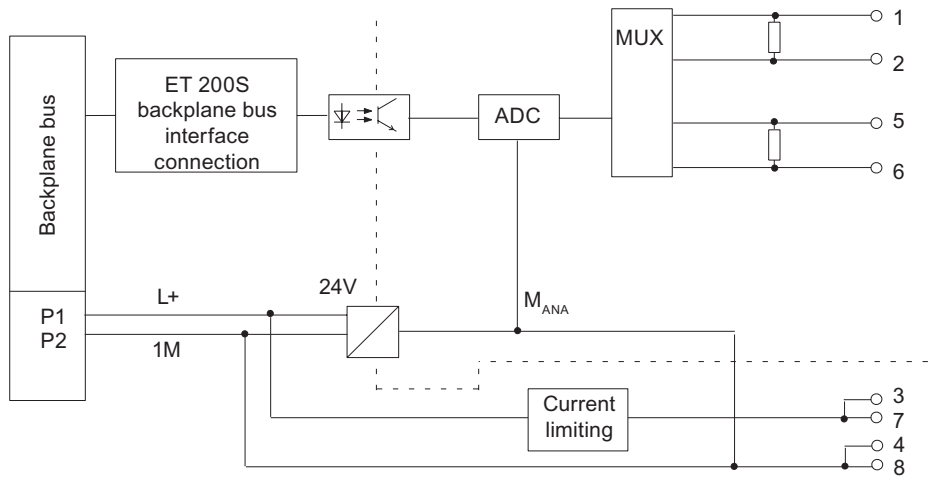 Backplane bus
ET 200S
backplane bus
interface
connection
ADC
MUX
1
2
5
6
P1
P2
L+
1M
24V
M_ANA
Current
limiting
3
7
4
8